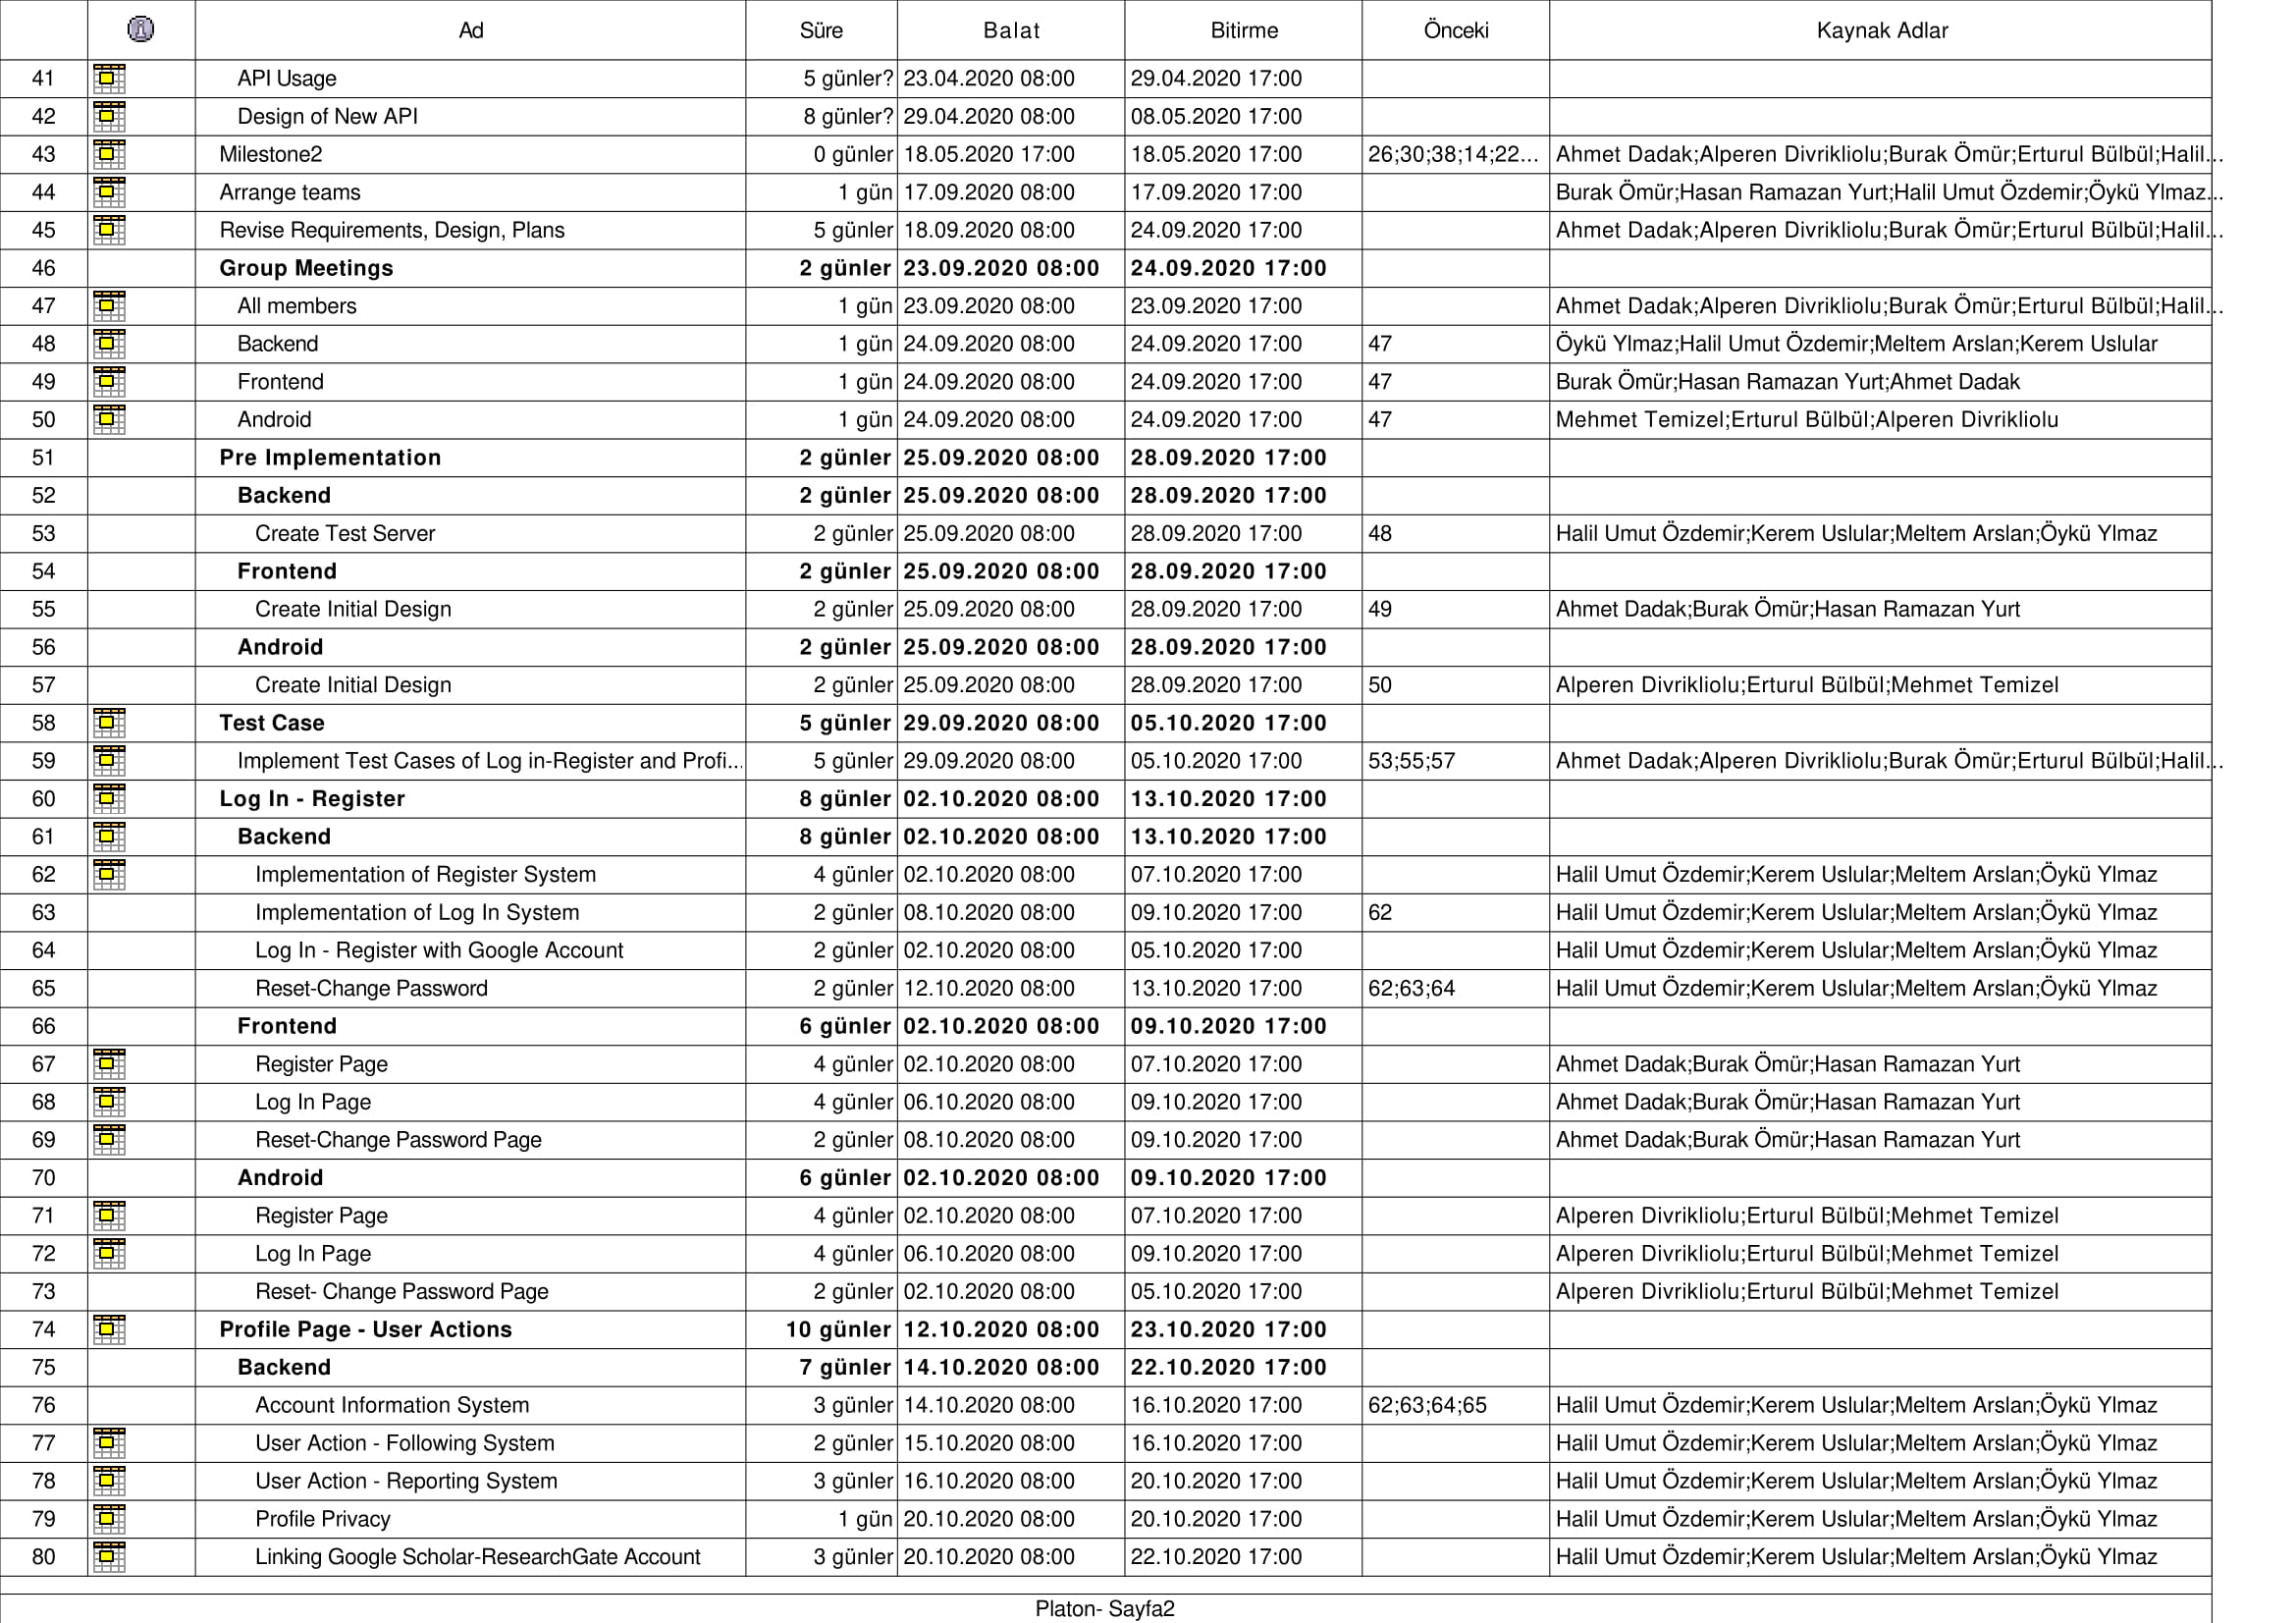 Ad Süre Balat Bitirme Önceki Kaynak Adlar
41 API Usage 5 günler? 23.04.2020 08:00 29.04.2020 17:00
42 Design of New API 8 günler? 29.04.2020 08:00 08.05.2020 17:00
43 Milestone2 0 günler 18.05.2020 17:00 18.05.2020 17:00 26;30;38;14;22... Ahmet Dadak;Alperen Divrikliolu;Burak Ömür;Erturul Bülbül;Halil...
44 Arrange teams 1 gün 17.09.2020 08:00 17.09.2020 17:00 Burak Ömür;Hasan Ramazan Yurt;Halil Umut Özdemir;Öykü Ylmaz...
45 Revise Requirements, Design, Plans 5 günler 18.09.2020 08:00 24.09.2020 17:00 Ahmet Dadak;Alperen Divrikliolu;Burak Ömür;Erturul Bülbül;Halil...
46 Group Meetings 2 günler 23.09.2020 08:00 24.09.2020 17:00
47 All members 1 gün 23.09.2020 08:00 23.09.2020 17:00 Ahmet Dadak;Alperen Divrikliolu;Burak Ömür;Erturul Bülbül;Halil...
48 Backend 1 gün 24.09.2020 08:00 24.09.2020 17:00 47 Öykü Ylmaz;Halil Umut Özdemir;Meltem Arslan;Kerem Uslular
49 Frontend 1 gün 24.09.2020 08:00 24.09.2020 17:00 47 Burak Ömür;Hasan Ramazan Yurt;Ahmet Dadak
50 Android 1 gün 24.09.2020 08:00 24.09.2020 17:00 47 Mehmet Temizel;Erturul Bülbül;Alperen Divrikliolu
51 Pre Implementation 2 günler 25.09.2020 08:00 28.09.2020 17:00
52 Backend 2 günler 25.09.2020 08:00 28.09.2020 17:00
53 Create Test Server 2 günler 25.09.2020 08:00 28.09.2020 17:00 48 Halil Umut Özdemir;Kerem Uslular;Meltem Arslan;Öykü Ylmaz
54 Frontend 2 günler 25.09.2020 08:00 28.09.2020 17:00
55 Create Initial Design 2 günler 25.09.2020 08:00 28.09.2020 17:00 49 Ahmet Dadak;Burak Ömür;Hasan Ramazan Yurt
56 Android 2 günler 25.09.2020 08:00 28.09.2020 17:00
57 Create Initial Design 2 günler 25.09.2020 08:00 28.09.2020 17:00 50 Alperen Divrikliolu;Erturul Bülbül;Mehmet Temizel
58 Test Case 5 günler 29.09.2020 08:00 05.10.2020 17:00
59 Implement Test Cases of Log in-Register and Profi... 5 günler 29.09.2020 08:00 05.10.2020 17:00 53;55;57 Ahmet Dadak;Alperen Divrikliolu;Burak Ömür;Erturul Bülbül;Halil...
60 Log In - Register 8 günler 02.10.2020 08:00 13.10.2020 17:00
61 Backend 8 günler 02.10.2020 08:00 13.10.2020 17:00
62 Implementation of Register System 4 günler 02.10.2020 08:00 07.10.2020 17:00 Halil Umut Özdemir;Kerem Uslular;Meltem Arslan;Öykü Ylmaz
63 Implementation of Log In System 2 günler 08.10.2020 08:00 09.10.2020 17:00 62 Halil Umut Özdemir;Kerem Uslular;Meltem Arslan;Öykü Ylmaz
64 Log In - Register with Google Account 2 günler 02.10.2020 08:00 05.10.2020 17:00 Halil Umut Özdemir;Kerem Uslular;Meltem Arslan;Öykü Ylmaz
65 Reset-Change Password 2 günler 12.10.2020 08:00 13.10.2020 17:00 62;63;64 Halil Umut Özdemir;Kerem Uslular;Meltem Arslan;Öykü Ylmaz
66 Frontend 6 günler 02.10.2020 08:00 09.10.2020 17:00
67 Register Page 4 günler 02.10.2020 08:00 07.10.2020 17:00 Ahmet Dadak;Burak Ömür;Hasan Ramazan Yurt
68 Log In Page 4 günler 06.10.2020 08:00 09.10.2020 17:00 Ahmet Dadak;Burak Ömür;Hasan Ramazan Yurt
69 Reset-Change Password Page 2 günler 08.10.2020 08:00 09.10.2020 17:00 Ahmet Dadak;Burak Ömür;Hasan Ramazan Yurt
70 Android 6 günler 02.10.2020 08:00 09.10.2020 17:00
71 Register Page 4 günler 02.10.2020 08:00 07.10.2020 17:00 Alperen Divrikliolu;Erturul Bülbül;Mehmet Temizel
72 Log In Page 4 günler 06.10.2020 08:00 09.10.2020 17:00 Alperen Divrikliolu;Erturul Bülbül;Mehmet Temizel
73 Reset- Change Password Page 2 günler 02.10.2020 08:00 05.10.2020 17:00 Alperen Divrikliolu;Erturul Bülbül;Mehmet Temizel
74 Profile Page - User Actions 10 günler 12.10.2020 08:00 23.10.2020 17:00
75 Backend 7 günler 14.10.2020 08:00 22.10.2020 17:00
76 Account Information System 3 günler 14.10.2020 08:00 16.10.2020 17:00 62;63;64;65 Halil Umut Özdemir;Kerem Uslular;Meltem Arslan;Öykü Ylmaz
77 User Action - Following System 2 günler 15.10.2020 08:00 16.10.2020 17:00 Halil Umut Özdemir;Kerem Uslular;Meltem Arslan;Öykü Ylmaz
78 User Action - Reporting System 3 günler 16.10.2020 08:00 20.10.2020 17:00 Halil Umut Özdemir;Kerem Uslular;Meltem Arslan;Öykü Ylmaz
79 Profile Privacy 1 gün 20.10.2020 08:00 20.10.2020 17:00 Halil Umut Özdemir;Kerem Uslular;Meltem Arslan;Öykü Ylmaz
80 Linking Google Scholar-ResearchGate Account 3 günler 20.10.2020 08:00 22.10.2020 17:00 Halil Umut Özdemir;Kerem Uslular;Meltem Arslan;Öykü Ylmaz
Platon- Sayfa2